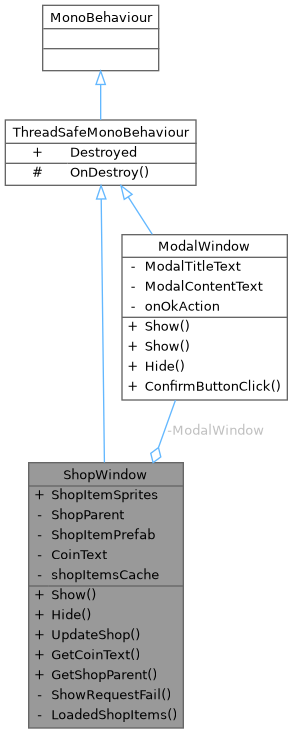 MonoBehaviour
ThreadSafeMonoBehaviour
+ Destroyed
# OnDestroy()
ModalWindow
- ModalTitleText
- ModalContentText
- onOkAction
+ Show()
+ Show()
+ Hide()
+ ConfirmButtonClick()
-ModalWindow
ShopWindow
+ ShopItemSprites
- ShopParent
- ShopItemPrefab
- CoinText
- shopItemsCache
+ Show()
+ Hide()
+ UpdateShop()
+ GetCoinText()
+ GetShopParent()
- ShowRequestFail()
- LoadedShopItems()